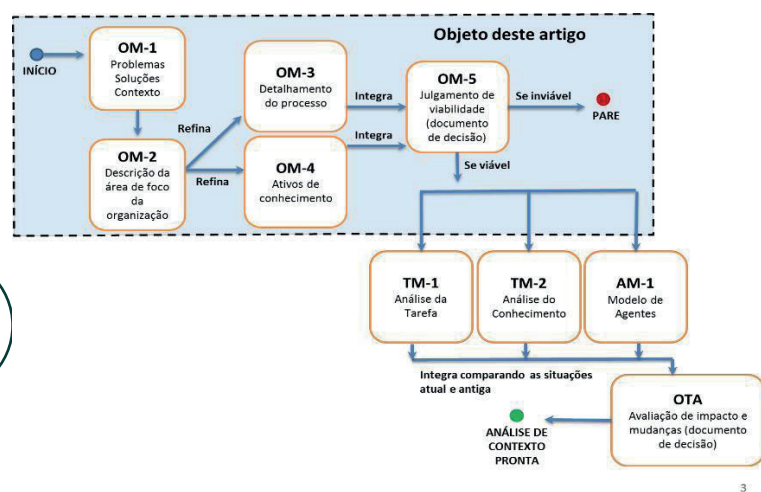 Objeto deste artigo
INÍCIO
OM-1
Problemas
Soluções
Contexto
OM-2
Descrição da
área de foco
da
organização
Refina
Refina
OM-3
Detalhamento
do processo
OM-4
Ativos de
conhecimento
Integra
Integra
OM-5
Julgamento de
viabilidade
(documento
de decisão)
Se inviável
PARE
Se viável
TM-1
Análise da
Tarefa
TM-2
Análise do
Conhecimento
AM-1
Modelo de
Agentes
Integra comparando as situações
atual e antiga
OTA
Avaliação de impacto e
mudanças (documento
de decisão)
ANÁLISE DE
CONTEXTO
PRONTA
3